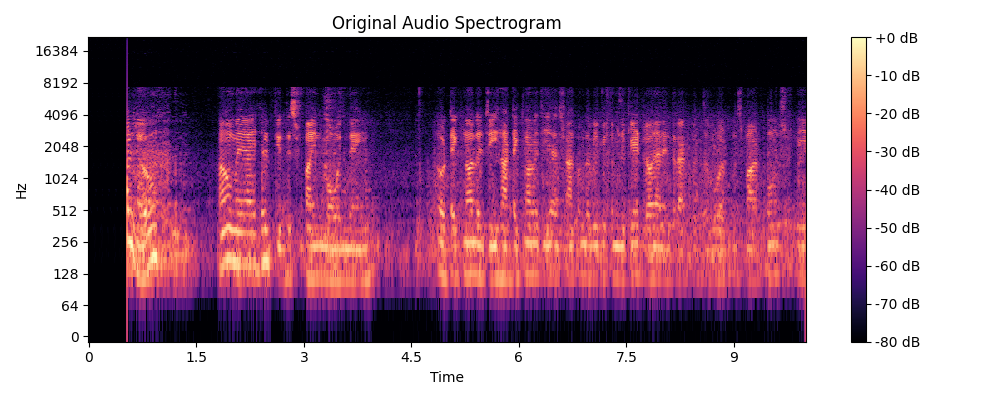 Original Audio Spectrogram
Hz
16384
8192
4096
2048
1024
512
256
128
64
0
0 1.5 3 4.5 6 7.5 9
Time
+0 dB
-10 dB
-20 dB
-30 dB
-40 dB
-50 dB
-60 dB
-70 dB
-80 dB